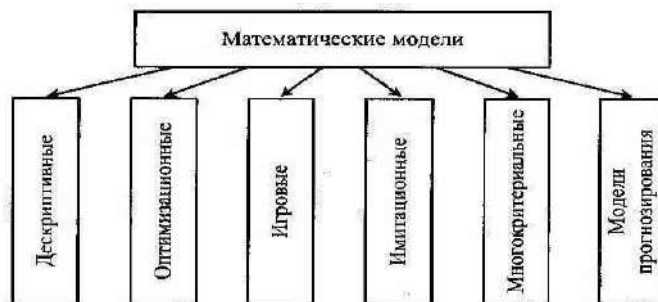 Математические модели
Дескриптивные
Оптимизационные
Игровые
Имитационные
Многокритериальные
Модели
прогнозирования